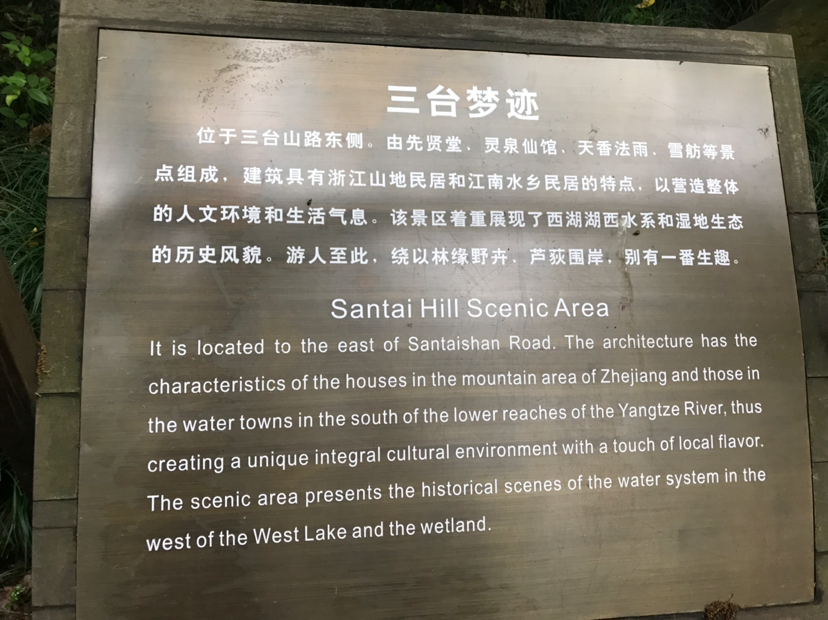 三台梦迹
位于三台山路东侧。由先贤堂、灵泉仙馆、天香法雨、雪舫等景
点组成，建筑具有浙江山地民居和江南水乡民居的特点，以营造整体
的人文环境和生活气息。该景区着重展现了西湖湖西水系和湿地生态
的历史风貌。游人至此，绕以林缘野卉，芦荻围岸，别有一番生趣。
Santai Hill Scenic Area
It is located to the east of Santaishan Road. The architecture has the
characteristics of the houses in the mountain area of Zhejiang and those in
the water towns in the south of the lower reaches of the Yangtze River, thus
creating a unique integral cultural environment with a touch of local flavor.
The scenic area presents the historical scenes of the water system in the
west of the West Lake and the wetland.